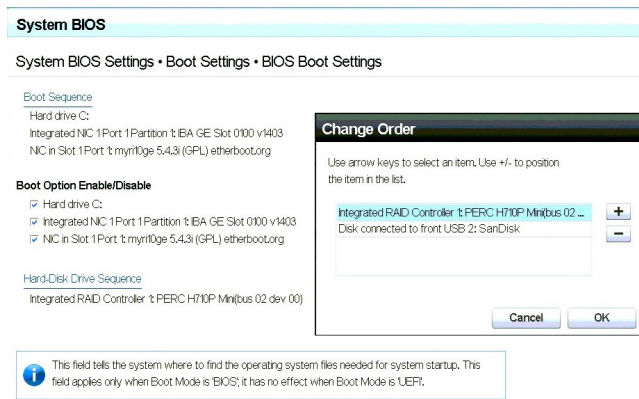 System BIOS
System BIOS Settings • Boot Settings • BIOS Boot Settings
Boot Sequence
Hard drive C:
Integrated NIC 1 Port 1 Partition 1: IBA GE Slot 0100 v1403
NIC in Slot 1 Port 1: myri10ge 5.4.3i (GPL) etherboot.org
Boot Option Enable/Disable
Hard drive C:
Integrated NIC 1 Port 1 Partition 1: IBA GE Slot 0100 v1403
NIC in Slot 1 Port 1: myri10ge 5.4.3i (GPL) etherboot.org
Hard-Disk Drive Sequence
Integrated RAID Controller 1: PERC H710P Mini(bus 02 dev 00)
Change Order
Use arrow keys to select an item. Use +/- to position
the item in the list.
Integrated RAID Controller 1: PERC H710P Mini(bus 02 ...
Disk connected to front USB 2: SanDisk
+
-
Cancel
OK
This field tells the system where to find the operating system files needed for system startup. This
field applies only when Boot Mode is 'BIOS'; it has no effect when Boot Mode is 'UEFI'.